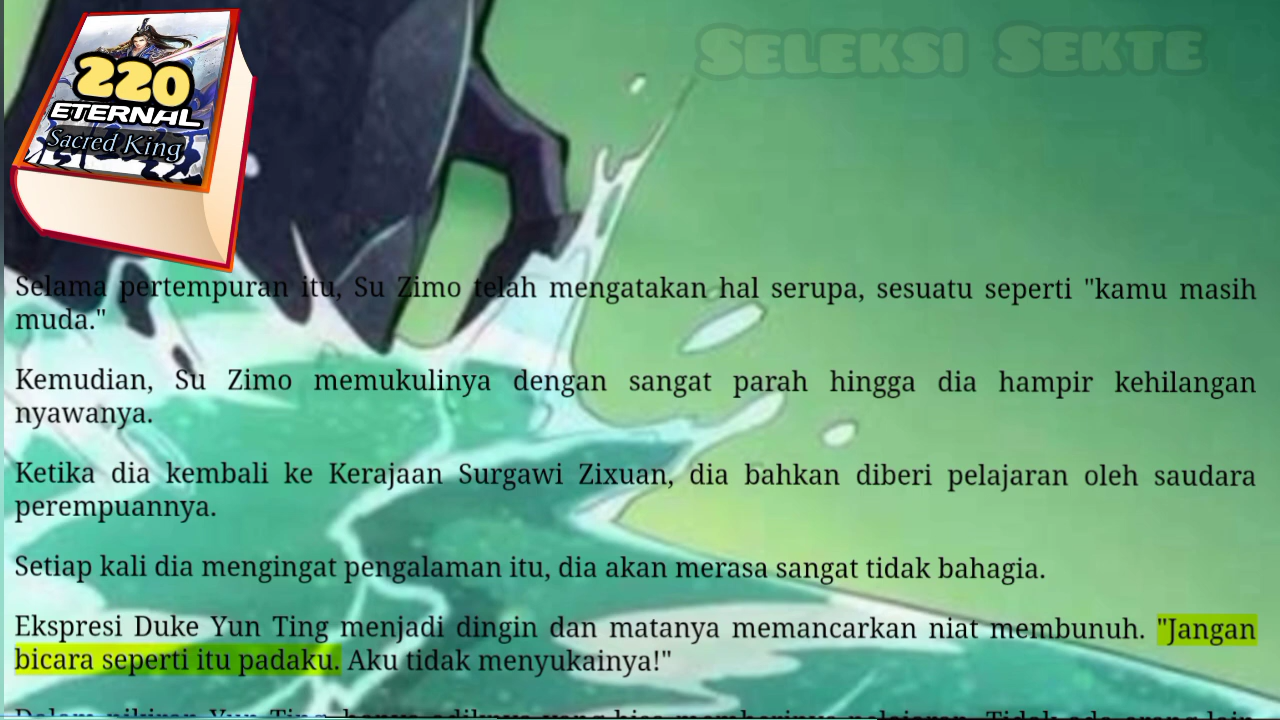 SELEKSI SEKTE
220
ETERNAL
Sacred King
Selama pertempuran itu, Su Zimo telah mengatakan hal serupa, sesuatu seperti "kamu masih
muda."
Kemudian, Su Zimo memukulinya dengan sangat parah hingga dia hampir kehilangan
nyawanya.
Ketika dia kembali ke Kerajaan Surgawi Zixuan, dia bahkan diberi pelajaran oleh saudara
perempuannya.
Setiap kali dia mengingat pengalaman itu, dia akan merasa sangat tidak bahagia.
Ekspresi Duke Yun Ting menjadi dingin dan matanya memancarkan niat membunuh. "Jangan
bicara seperti itu padaku. Aku tidak menyukainya!"